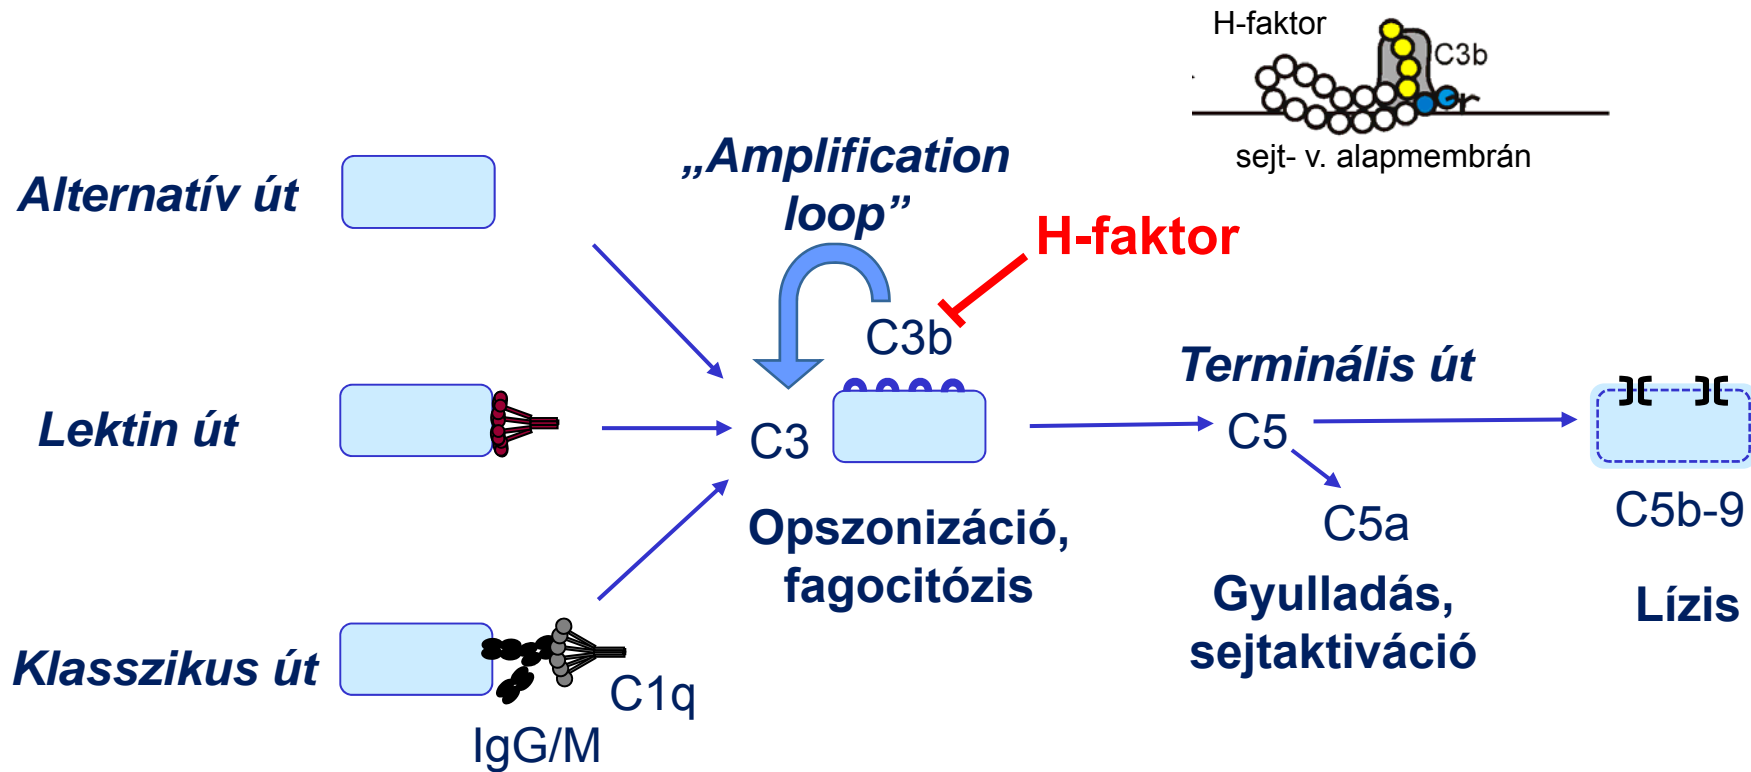 H-faktor
C3b
sejt- v. alapmembrán
„Amplification
loop”
Alternatív út
H-faktor
C3b
Terminális út
Lektin út
C3
C5
C5a
C5b-9
Opszonizáció,
fagocitózis
Gyulladás,
sejtaktiváció
Lízis
Klasszikus út
C1q
IgG/M